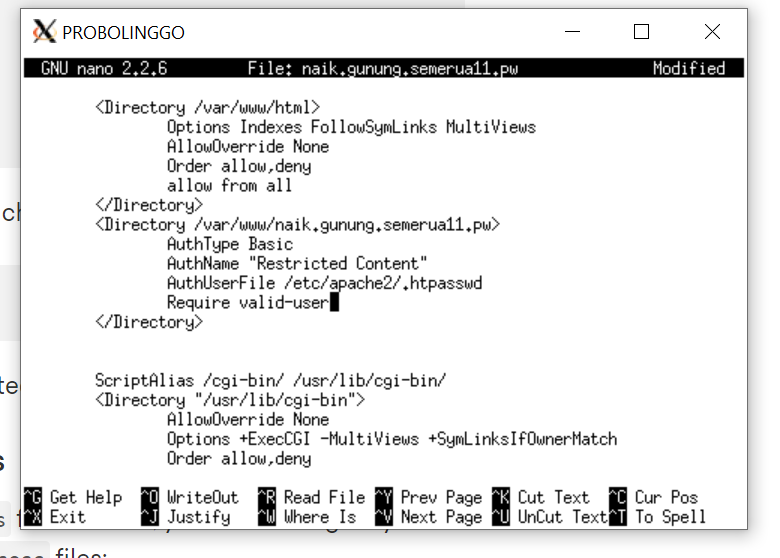 PROBOLINGGO
GNU nano 2.2.6 File: naik.gunung.semerua11.pw Modified
<Directory /var/www/html>
Options Indexes FollowSymLinks MultiViews
AllowOverride None
Order allow,deny
allow from all
</Directory>
<Directory /var/www/naik.gunung.semerua11.pw>
AuthType Basic
AuthName "Restricted Content"
AuthUserFile /etc/apache2/.htpasswd
Require valid-user
</Directory>
ScriptAlias /cgi-bin/ /usr/lib/cgi-bin/
<Directory "/usr/lib/cgi-bin">
AllowOverride None
Options +ExecCGI -MultiViews +SymLinksIfOwnerMatch
Order allow,deny
^G Get Help ^O WriteOut ^R Read File ^Y Prev Page ^K Cut Text ^C Cur Pos
^X Exit ^J Justify ^W Where Is ^V Next Page ^U UnCut Text ^T To Spell
files: